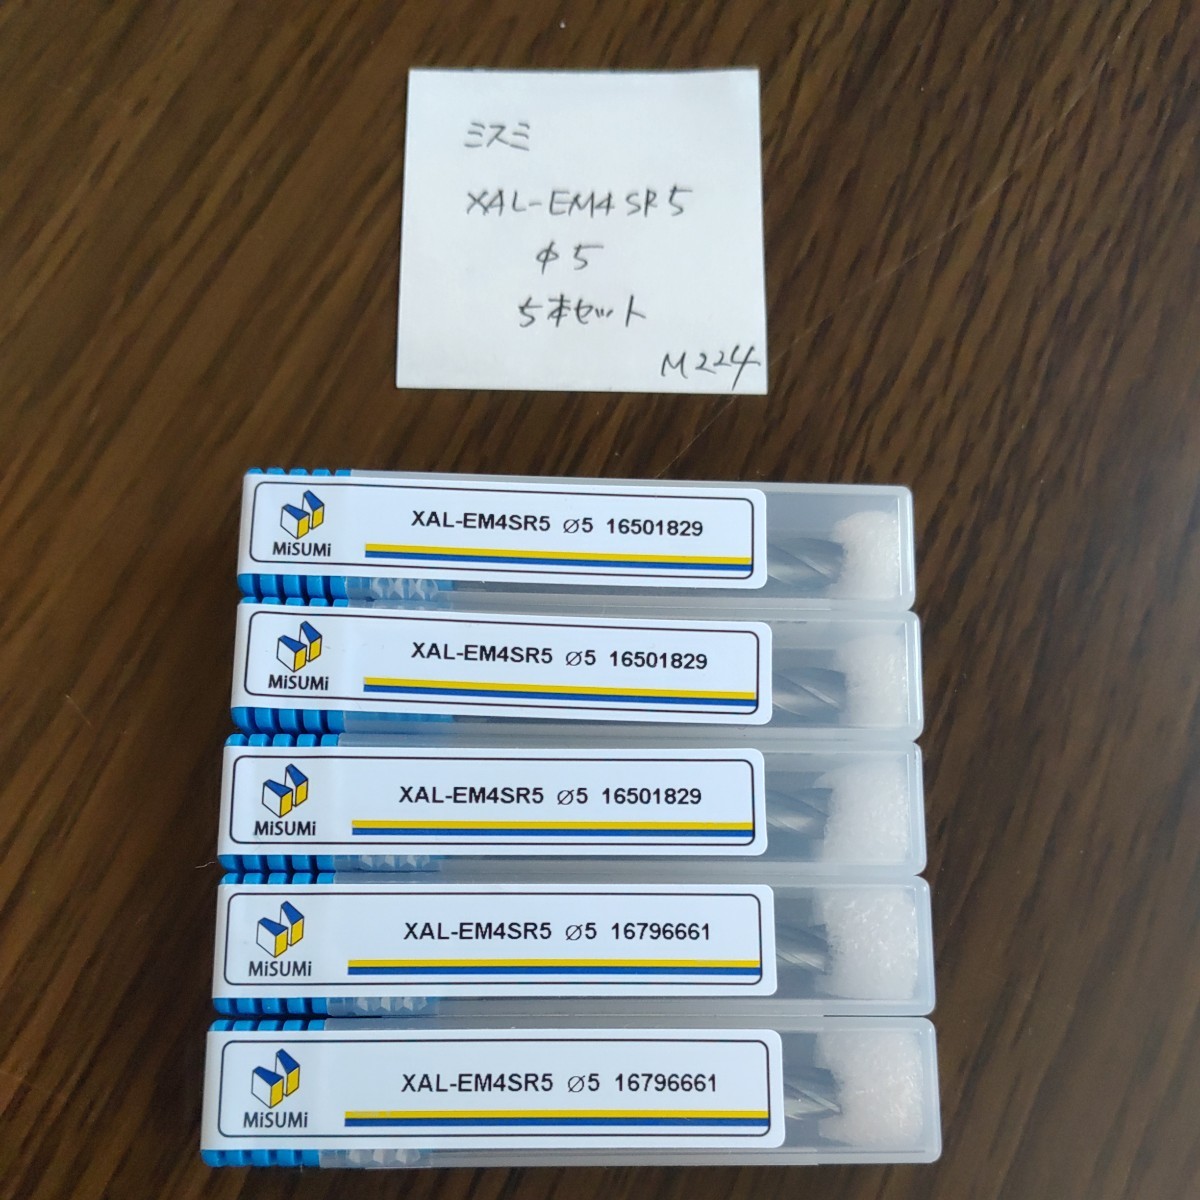 ミスミ
XAL-EM4SR5
φ5
5本セット
M224
XAL-EM4SR5 ⌀5 16501829
MiSUMi
XAL-EM4SR5 ⌀5 16501829
MiSUMi
XAL-EM4SR5 ⌀5 16501829
MiSUMi
XAL-EM4SR5 ⌀5 16796661
MiSUMi
XAL-EM4SR5 ⌀5 16796661
MiSUMi